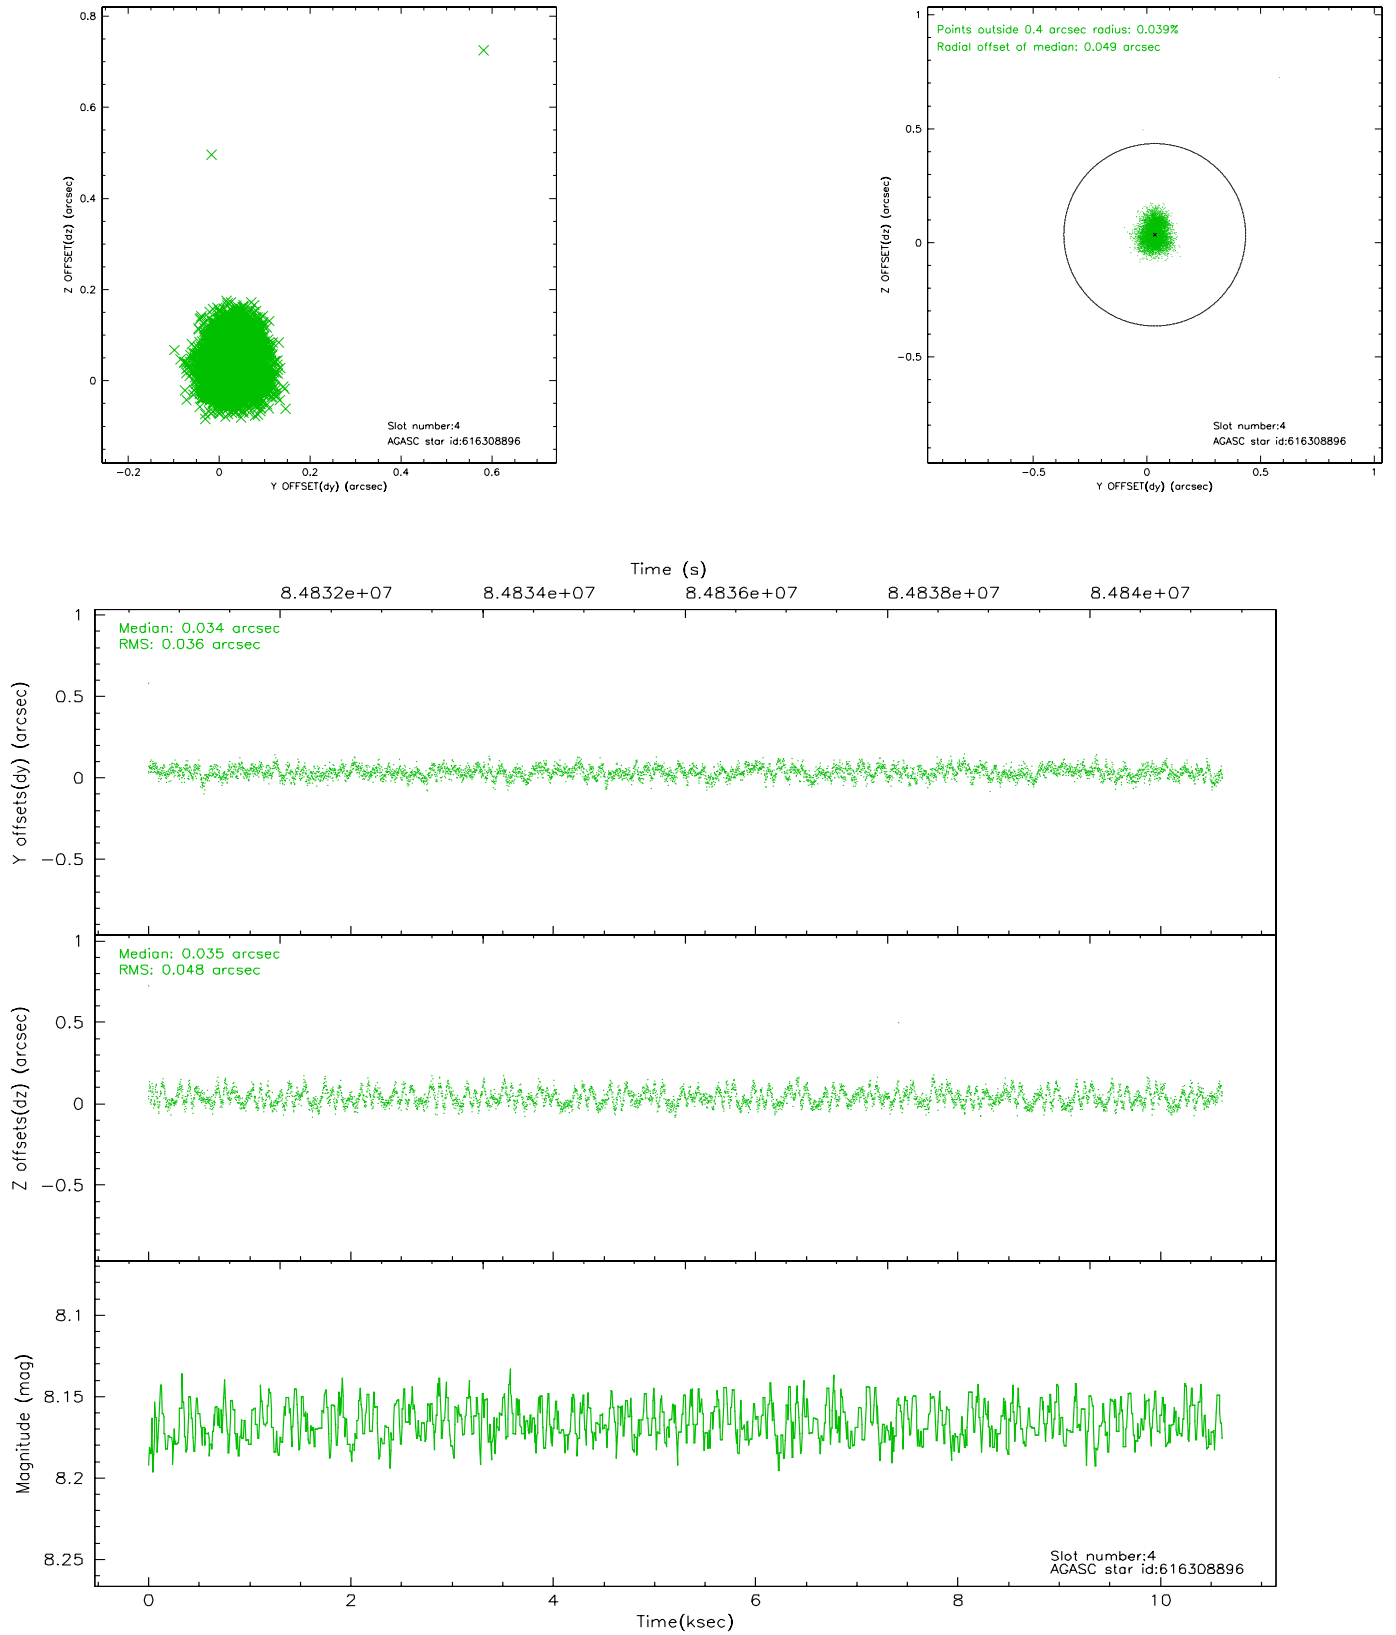 0.8
0.6
0.4
0.2
0
Z OFFSET(dz) (arcsec)
Slot number:4
AGASC star id:616308896
-0.2 0 0.2 0.4 0.6
Y OFFSET(dy) (arcsec)
Points outside 0.4 arcsec radius: 0.039%
Radial offset of median: 0.049 arcsec
1
0.5
0
-0.5
Z OFFSET(dz) (arcsec)
Slot number:4
AGASC star id:616308896
-0.5 0 0.5 1
Y OFFSET(dy) (arcsec)
Time (s)
8.4832e+07 8.4834e+07 8.4836e+07 8.4838e+07 8.484e+07
Median: 0.034 arcsec
RMS: 0.036 arcsec
1
0.5
0
-0.5
Y offsets(dy) (arcsec)
Median: 0.035 arcsec
RMS: 0.048 arcsec
1
0.5
0
-0.5
Z offsets(dz) (arcsec)
8.1
8.15
8.2
8.25
Magnitude (mag)
Slot number:4
AGASC star id:616308896
0 2 4 6 8 10
Time(ksec)